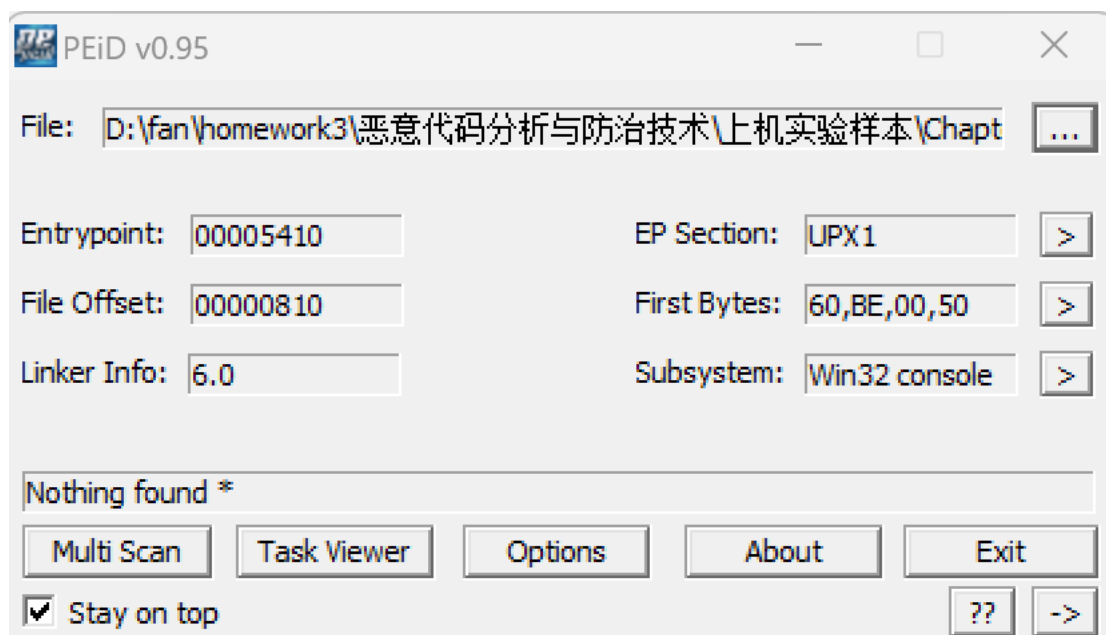 PEiD v0.95
File: D:\fan\homework3\恶意代码分析与防治技术\上机实验样本\Chapt ...
Entrypoint: 00005410 EP Section: UPX1 >
File Offset: 00000810 First Bytes: 60,BE,00,50 >
Linker Info: 6.0 Subsystem: Win32 console >
Nothing found *
Multi Scan Task Viewer Options About Exit
Stay on top ?? ->